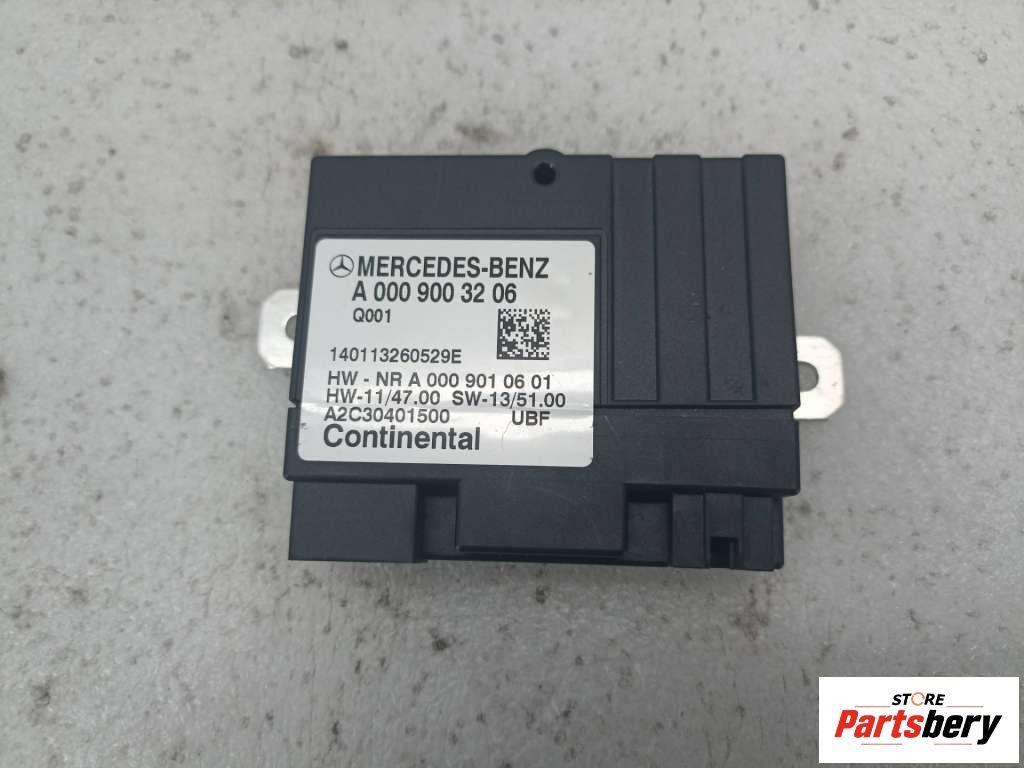 MERCEDES-BENZ
A 000 900 32 06
Q001
140113260529E
HW - NR A 000 901 06 01
HW-11/47.00 SW-13/51.00
A2C30401500 UBF
Continental
STORE
Partsbery